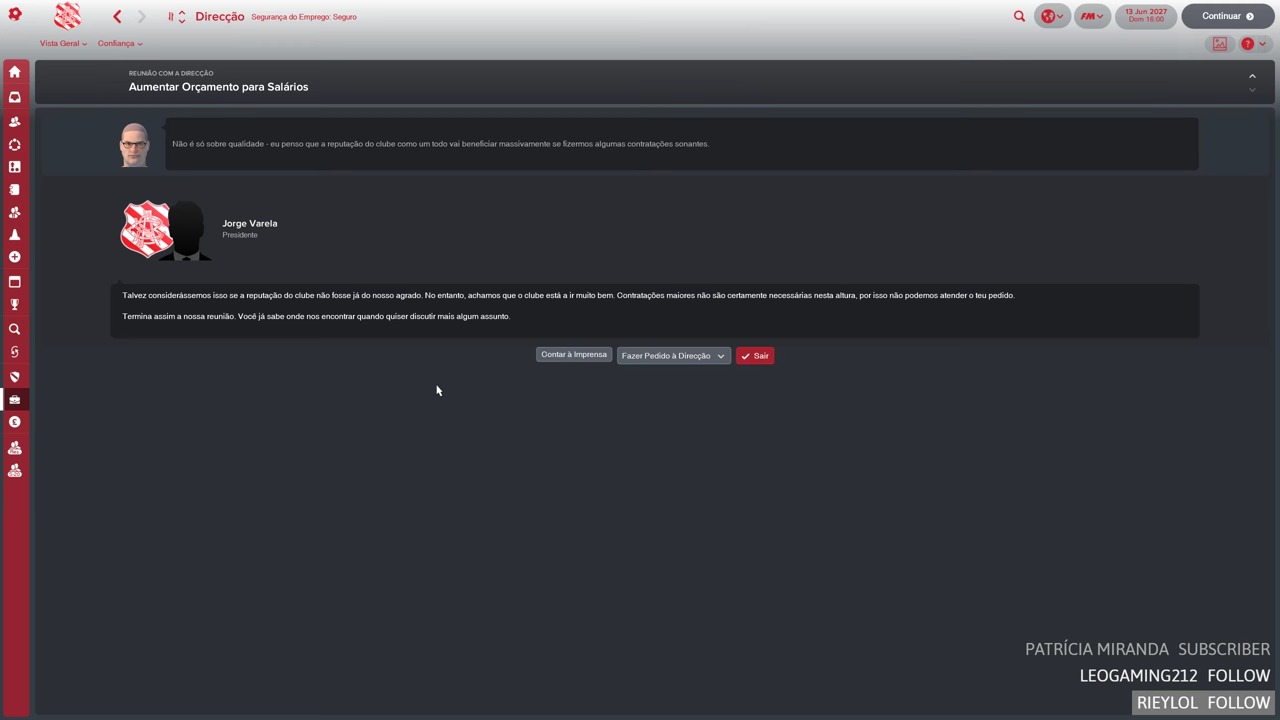 Direcção
Segurança do Emprego: Seguro
FM
13 Jun 2027
Dom 16:00
Continuar
Vista Geral
Confiança
?
REUNIÃO COM A DIRECÇÃO
Aumentar Orçamento para Salários
Não é só sobre qualidade - eu penso que a reputação do clube como um todo vai beneficiar massivamente se fizermos algumas contratações sonantes.
Jorge Varela
Presidente
Talvez considerássemos isso se a reputação do clube não fosse já do nosso agrado. No entanto, achamos que o clube está a ir muito bem. Contratações maiores não são certamente necessárias nesta altura, por isso não podemos atender o teu pedido.
Termina assim a nossa reunião. Você já sabe onde nos encontrar quando quiser discutir mais algum assunto.
Contar à Imprensa
Fazer Pedido à Direcção
Sair
PATRÍCIA MIRANDA SUBSCRIBER
LEOGAMING212 FOLLOW
RIEYLOL FOLLOW